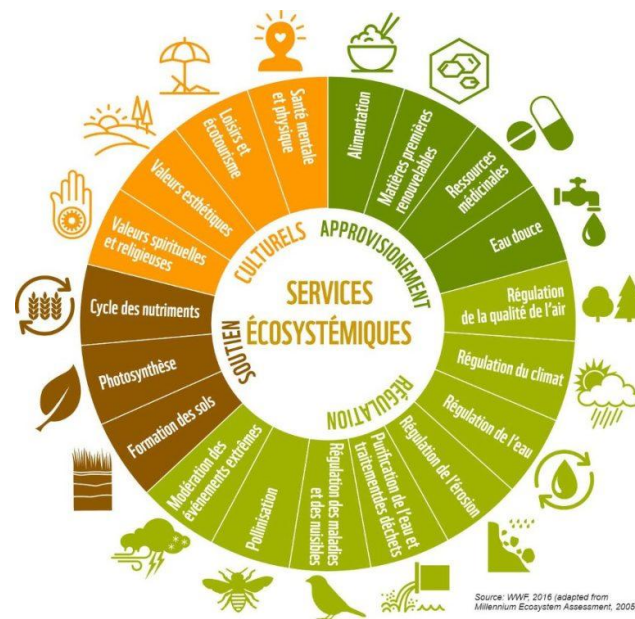 SERVICES
ÉCOSYSTÉMIQUES
CULTURELS
APPROVISIONEMENT
RÉGULATION
SOUTIEN
Alimentation
Matières premières
renouvelables
Ressources
médicinales
Eau douce
Régulation
de la qualité de l'air
Régulation du climat
Régulation de l'eau
Régulation de l'érosion
Purification de l'eau et
traitementdes déchets
Régulation des maladies
et des nuisibles
Pollinisation
Modération des
événements extrêmes
Formation des sols
Photosynthèse
Cycle des nutriments
Valeurs spirituelles
et religieuses
Valeurs esthétiques
Loisirs et
écotourisme
Santé mentale
et physique
Source: WWF, 2016 (adapted from
Millennium Ecosystem Assessment, 2005